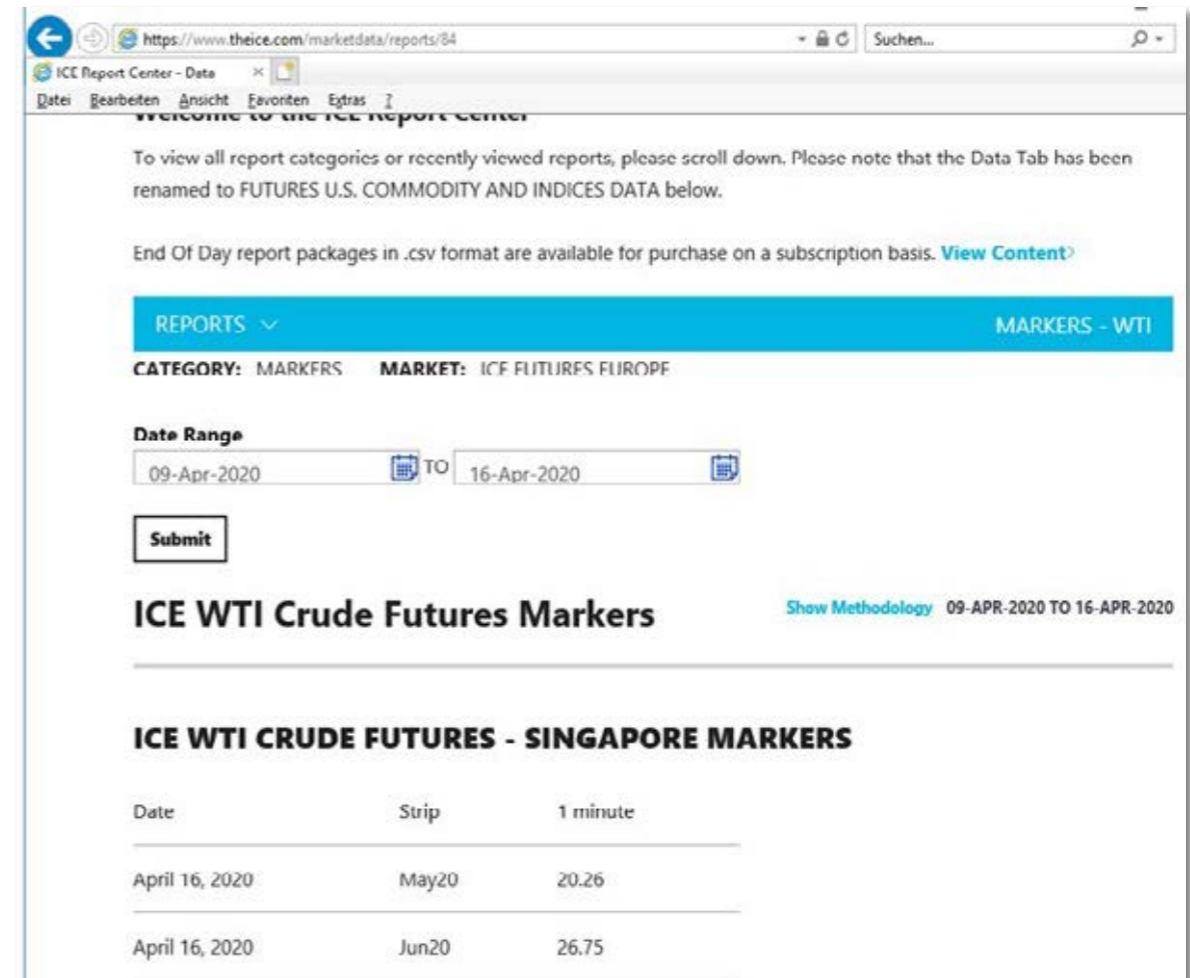 https://www.theice.com/marketdata/reports/84 Suchen...
ICE Report Center - Data
Datei Bearbeiten Ansicht Favoriten Extras ?
Welcome to the ICE Report Center
To view all report categories or recently viewed reports, please scroll down. Please note that the Data Tab has been
renamed to FUTURES U.S. COMMODITY AND INDICES DATA below.
End Of Day report packages in .csv format are available for purchase on a subscription basis. View Content
REPORTS MARKERS - WTI
CATEGORY: MARKERS MARKET: ICE FUTURES EUROPE
Date Range
09-Apr-2020 TO 16-Apr-2020
Submit
ICE WTI Crude Futures Markers Show Methodology 09-APR-2020 TO 16-APR-2020
ICE WTI CRUDE FUTURES - SINGAPORE MARKERS
Date Strip 1 minute
April 16, 2020 May20 20.26
April 16, 2020 Jun20 26.75